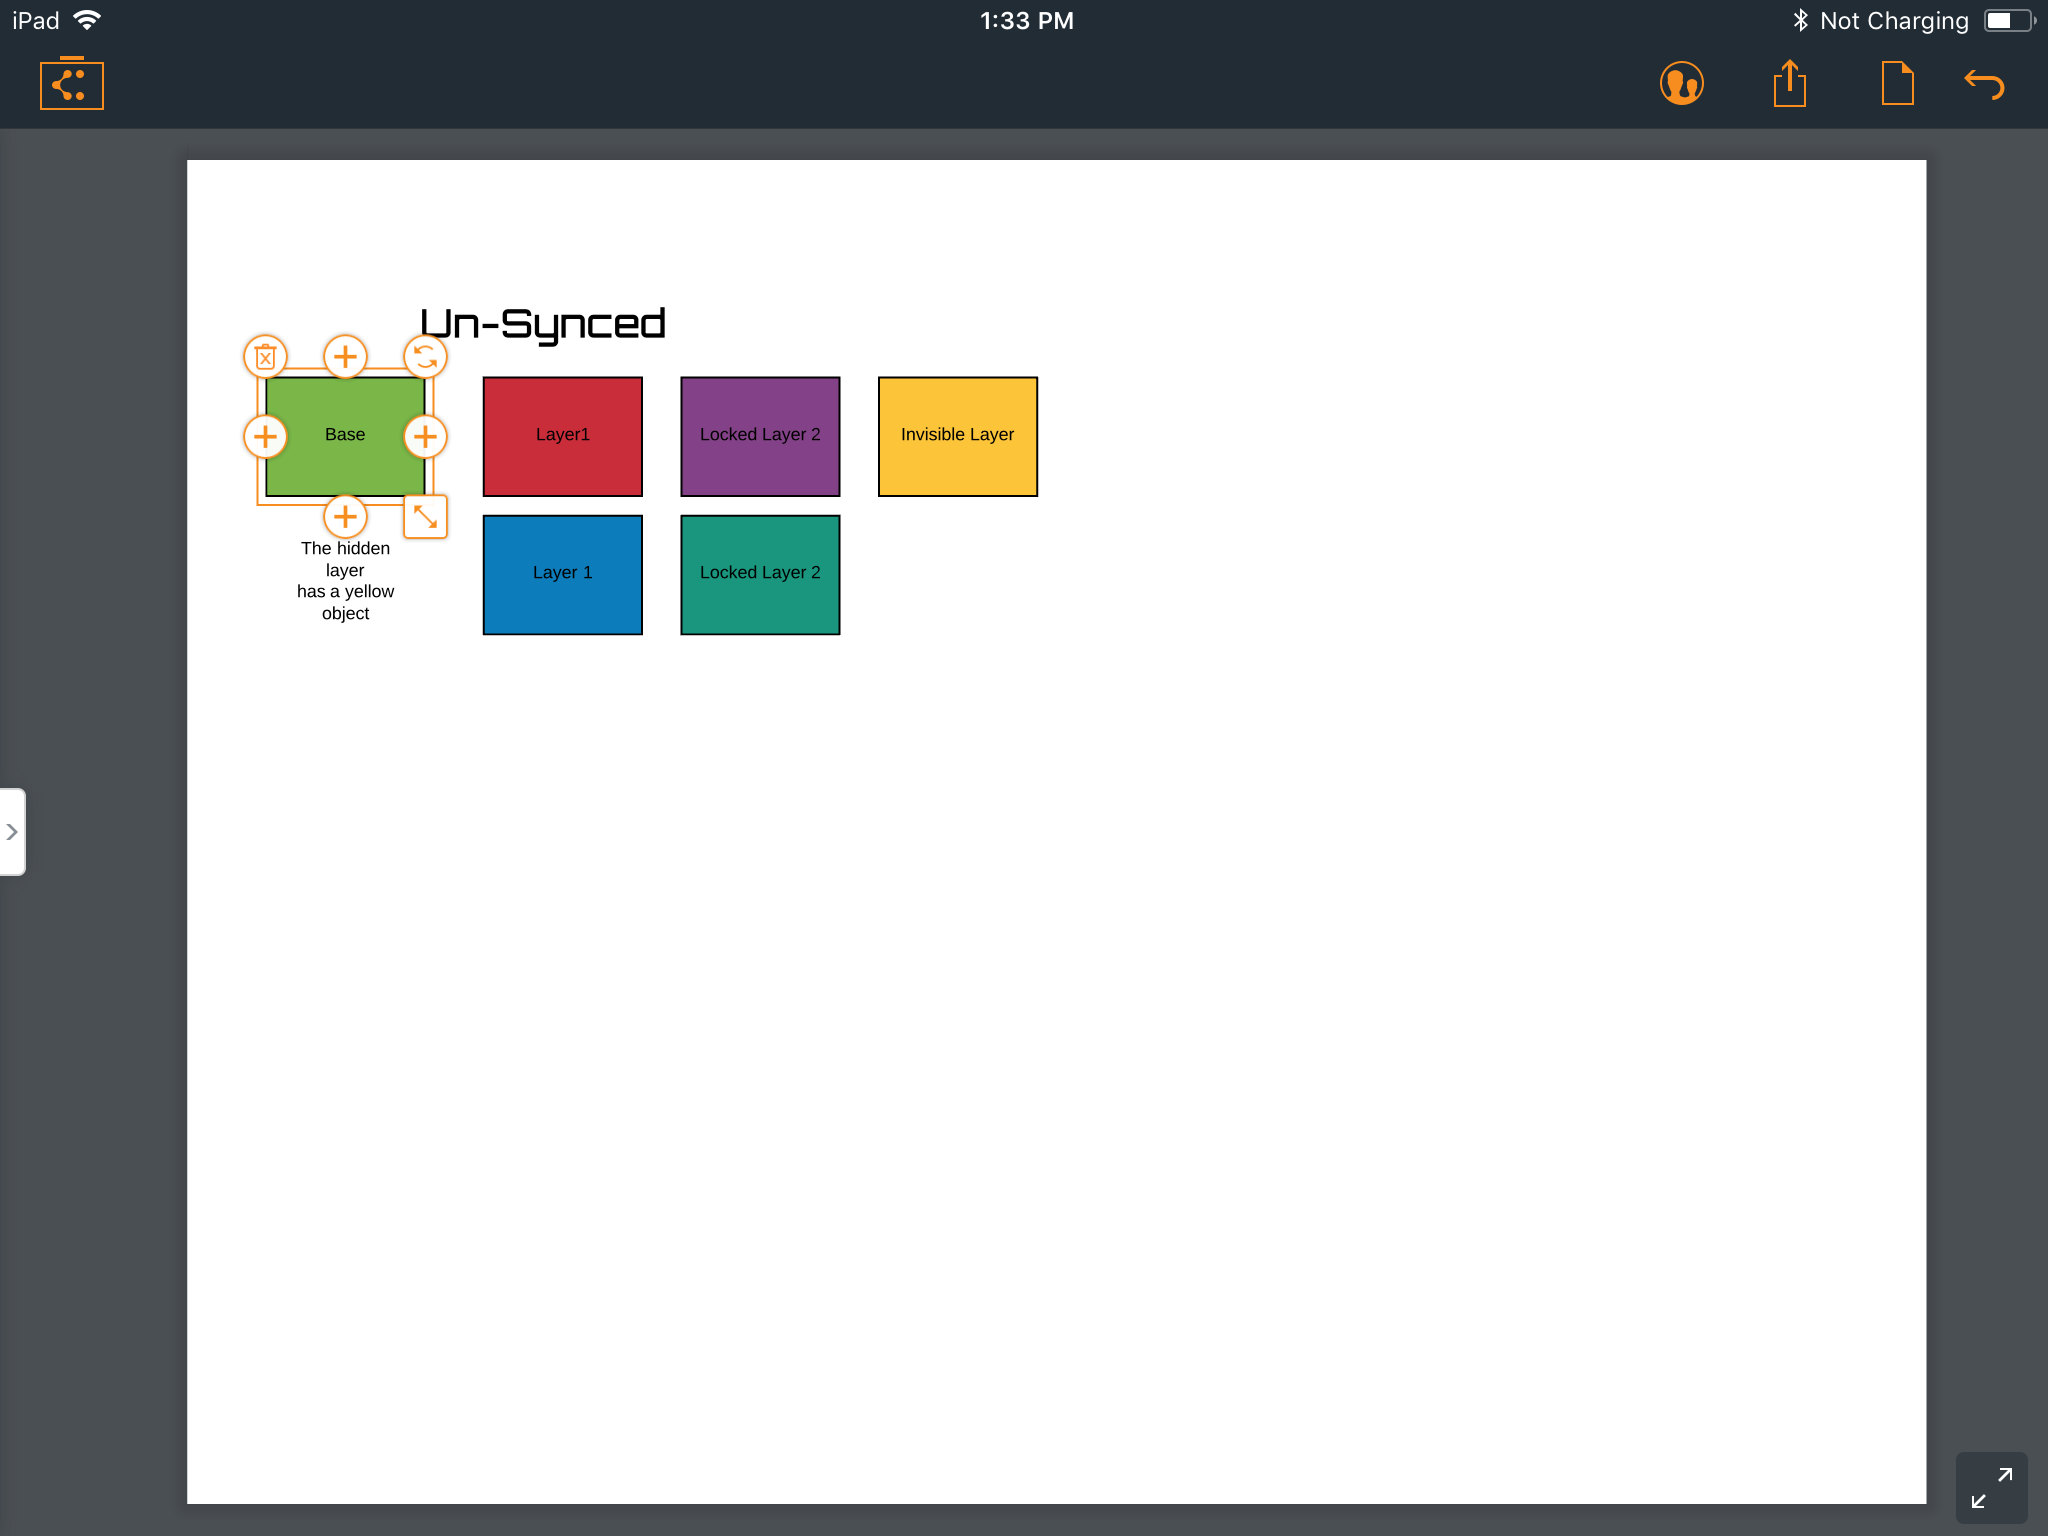 iPad
1:33 PM
Not Charging
Un-Synced
Base
Layer1
Locked Layer 2
Invisible Layer
The hidden
layer
has a yellow
object
Layer 1
Locked Layer 2